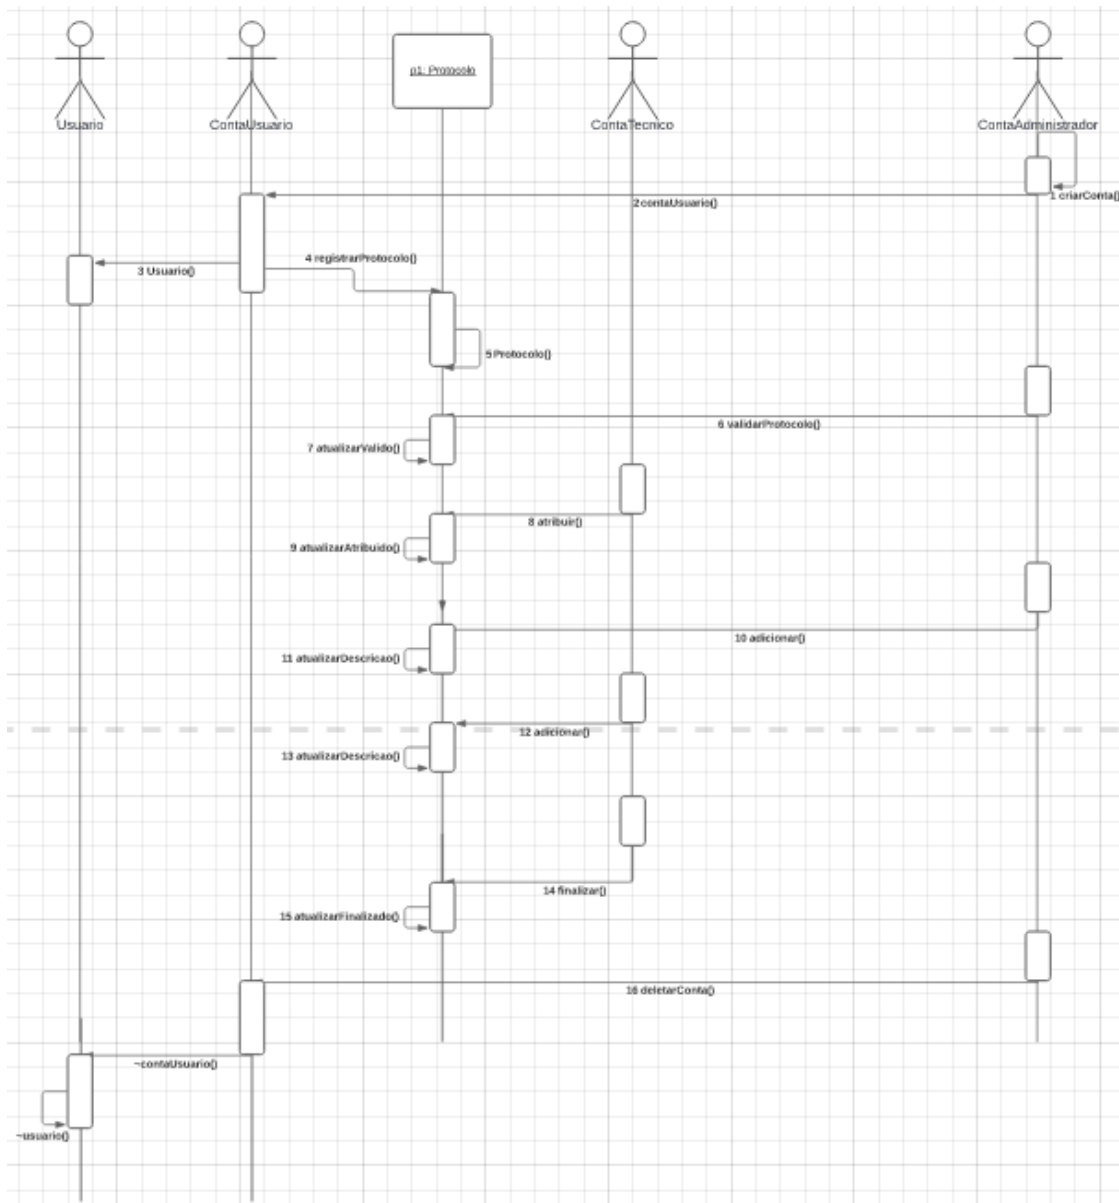 Usuario
ContaUsuario
p1: Protocolo
ContaTecnico
ContaAdministrador
1 criarConta()
2 contaUsuario()
3 Usuario()
4 registrarProtocolo()
5 Protocolo()
6 validarProtocolo()
7 atualizarValido()
8 atribuir()
9 atualizarAtribuido()
10 adicionar()
11 atualizarDescricao()
12 adicionar()
13 atualizarDescricao()
14 finalizar()
15 atualizarFinalizado()
16 deletarConta()
~contaUsuario()
~usuario()